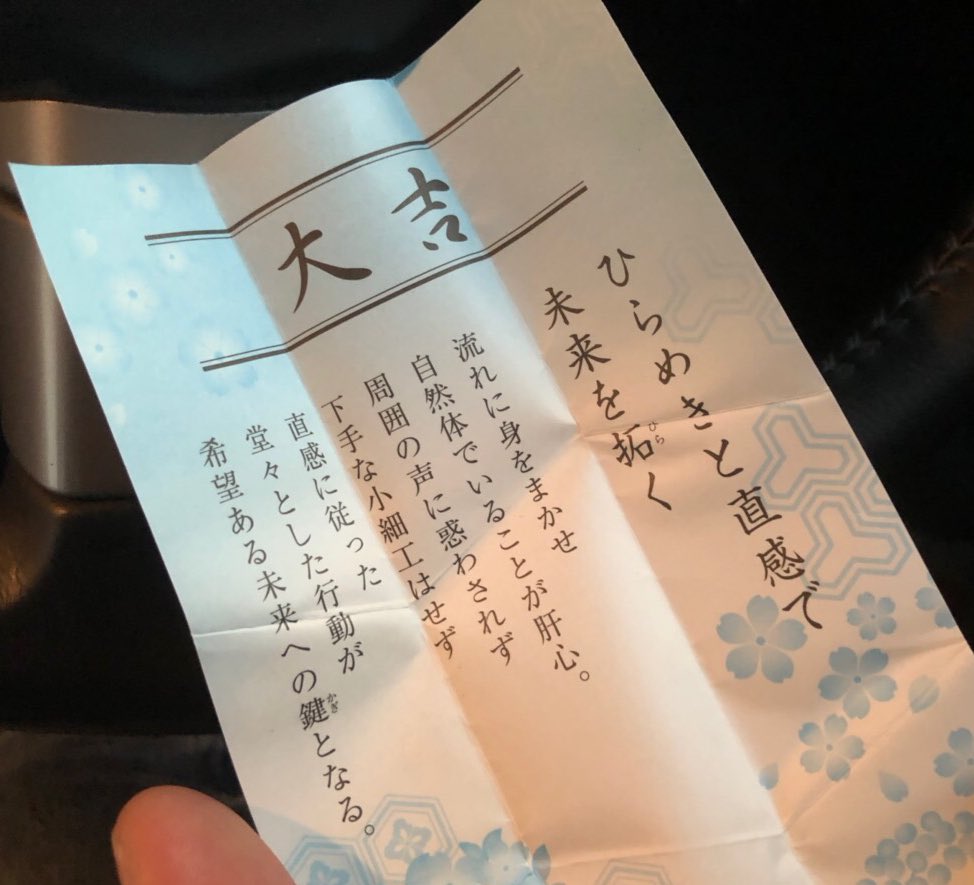 大吉
ひらめきと直感で
未来を拓く
ひら
流れに身をまかせ
自然体でいることが肝心。
周囲の声に惑わされず
下手な小細工はせず
直感に従った
堂々とした行動が
希望ある未来への鍵となる。
かぎ